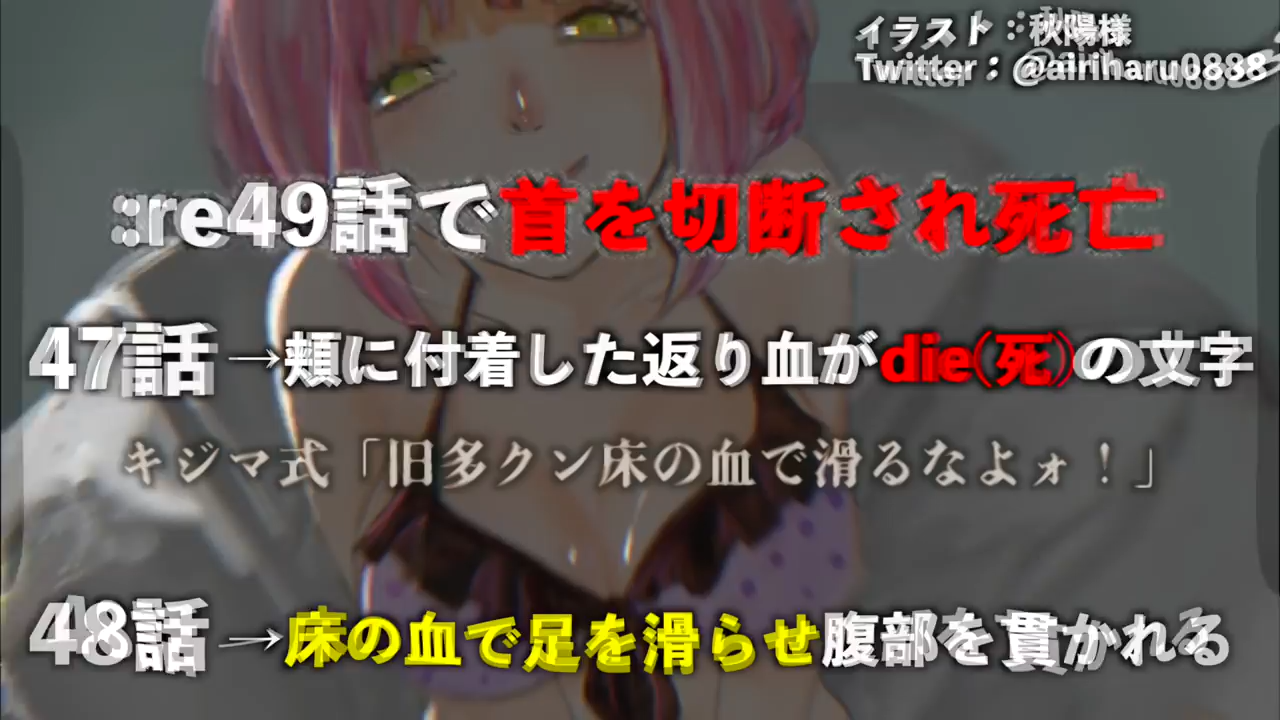 イラスト：秋陽様
Twitter：@airiharu0888
:re49話で首を切断され死亡
47話→頬に付着した返り血がdie(死)の文字
キジマ式「旧多クン床の血で滑るなよォ！」
48話→床の血で足を滑らせ腹部を貫かれる